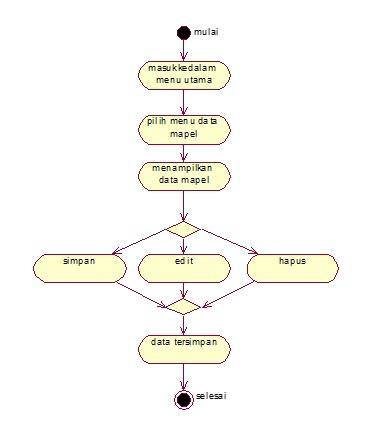 mulai
masukkedalam
menu utama
pilih menu data
mapel
menampilkan
data mapel
simpan
edit
hapus
data tersimpan
selesai